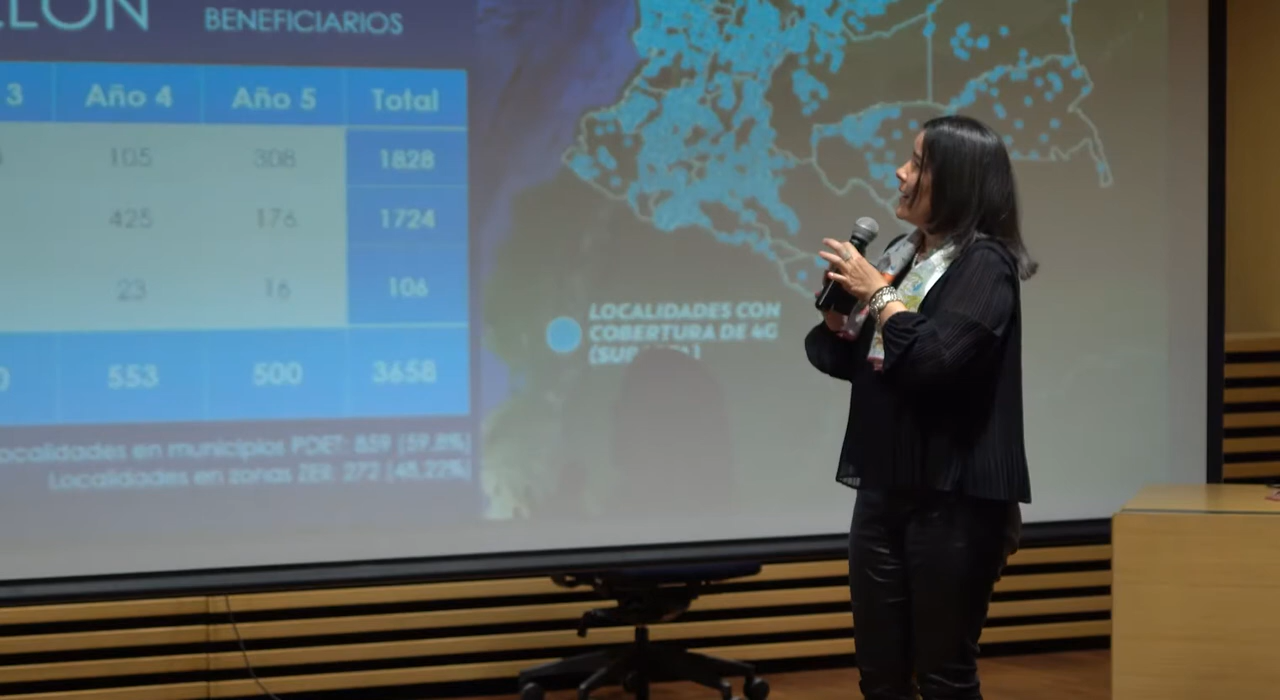 BENEFICIARIOS
3 Año 4 Año 5 Total
105 308 1828
425 176 1724
23 16 106
553 500 3658
localidades en municipios PDET: 859 (59,8%)
Localidades en zonas
272 (48,22%)
LOCALIDADES CON
COBERTURA DE 4G